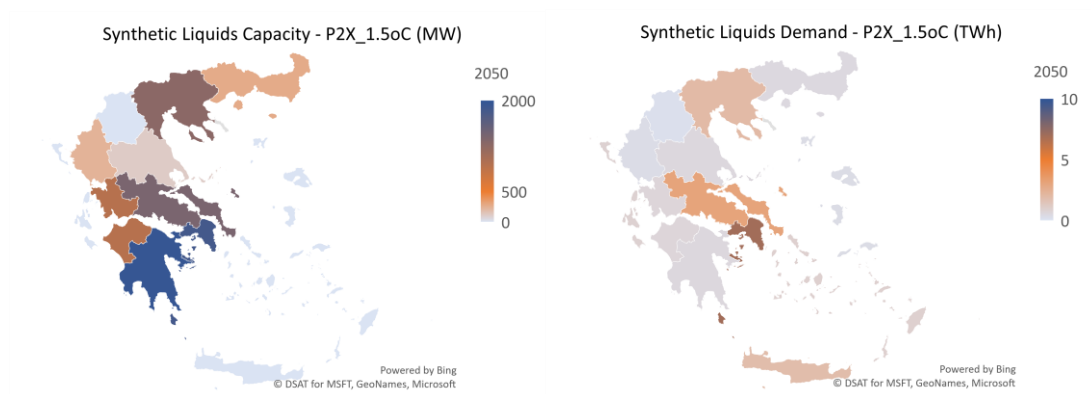 Synthetic Liquids Capacity - P2X_1.5oC (MW)
2050
2000
500
0
Powered by Bing
© DSAT for MSFT, GeoNames, Microsoft
Synthetic Liquids Demand - P2X_1.5oC (TWh)
2050
10
5
0
Powered by Bing
© DSAT for MSFT, GeoNames, Microsoft